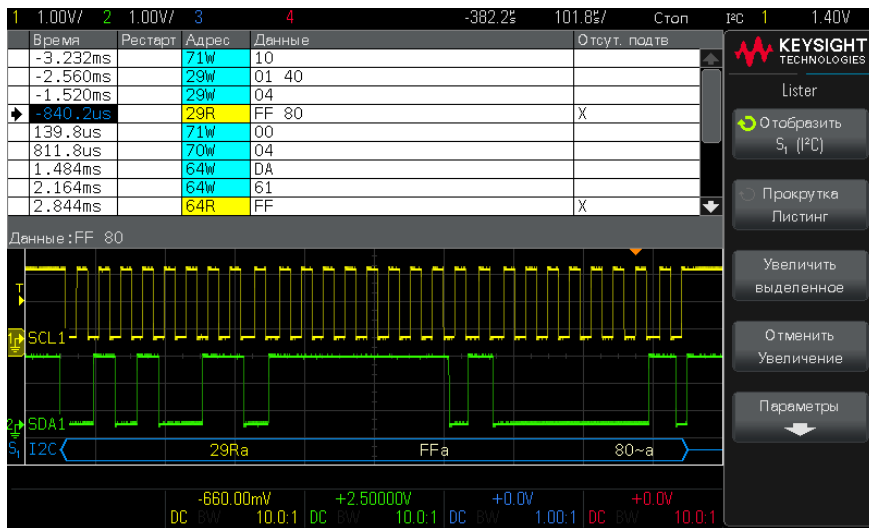 1 1.00V/ 2 1.00V/ 3 4 -382.2µs 101.8µs/ Стоп I²C 1 1.40V
Время Рестарт Адрес Данные Отсут. подтв
-3.232ms 71W 10
-2.560ms 29W 01 40
-1.520ms 29W 04
-840.2us 29R FF 80 X
139.8us 71W 00
811.8us 70W 04
1.484ms 64W DA
2.164ms 64W 61
2.844ms 64R FF X
Данные:FF 80
KEYSIGHT
TECHNOLOGIES
Lister
Отобразить
S₁ (I²C)
Прокрутка
Листинг
Увеличить
выделенное
Отменить
Увеличение
Параметры
T
1 SCL1
2 SDA1
S₁ I2C 29Ra FFa 80~a
-660.00mV +2.50000V +0.0V +0.0V
DC BW 10.0:1 DC BW 10.0:1 DC BW 1.00:1 DC BW 10.0:1